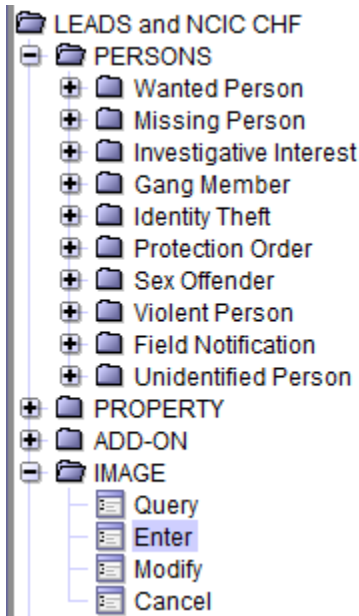 LEADS and NCIC CHF
PERSONS
Wanted Person
Missing Person
Investigative Interest
Gang Member
Identity Theft
Protection Order
Sex Offender
Violent Person
Field Notification
Unidentified Person
PROPERTY
ADD-ON
IMAGE
Query
Enter
Modify
Cancel